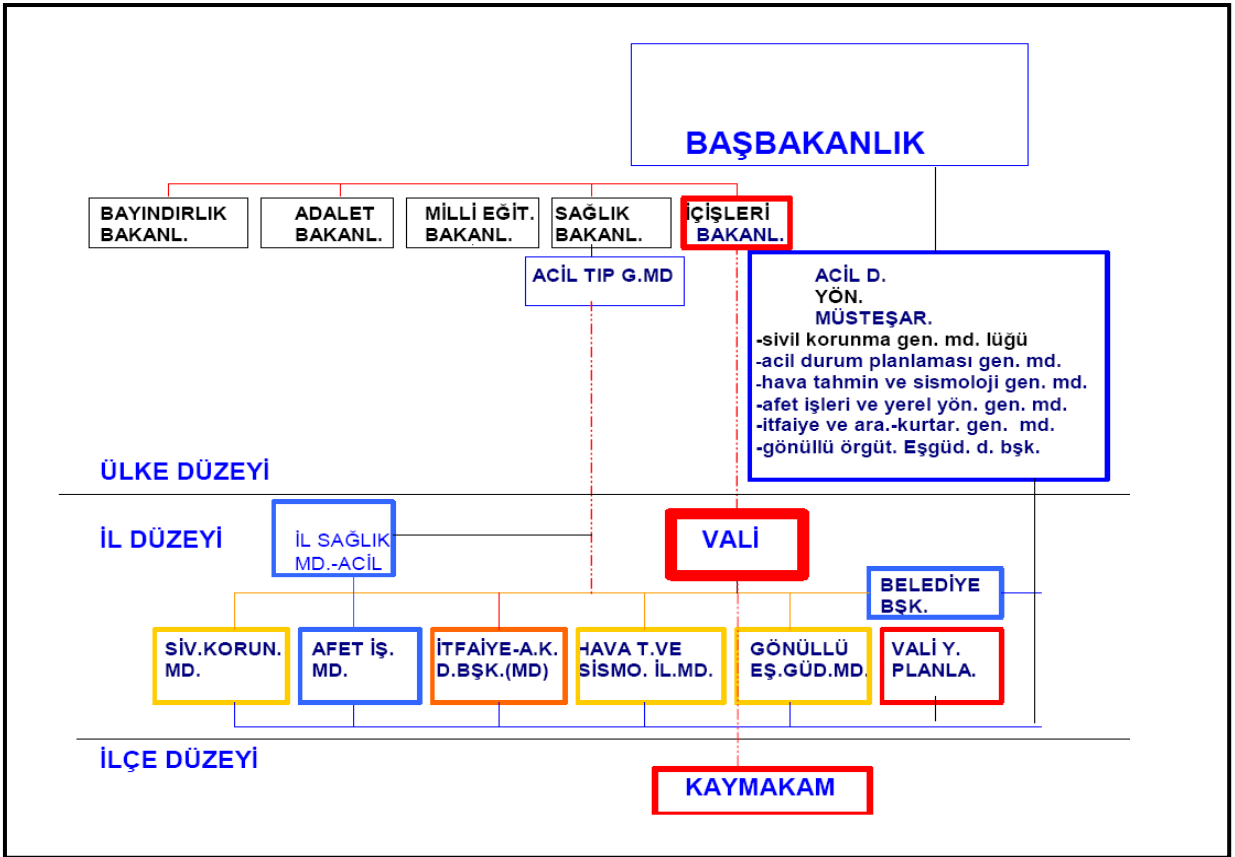 BAŞBAKANLIK
BAYINDIRLIK
BAKANL.
ADALET
BAKANL.
MİLLİ EĞİT.
BAKANL.
SAĞLIK
BAKANL.
İÇİŞLERİ
BAKANL.
ACİL TIP G.MD
ACİL D.
YÖN.
MÜSTEŞAR.
-sivil korunma gen. md. lüğü
-acil durum planlaması gen. md.
-hava tahmin ve sismoloji gen. md.
-afet işleri ve yerel yön. gen. md.
-itfaiye ve ara.-kurtar. gen. md.
-gönüllü örgüt. Eşgüd. d. bşk.
ÜLKE DÜZEYİ
İL DÜZEYİ
İL SAĞLIK
MD.-ACİL
VALİ
BELEDİYE
BŞK.
SİV.KORUN.
MD.
AFET İŞ.
MD.
İTFAİYE-A.K.
D.BŞK.(MD)
HAVA T.VE
SİSMO. İL.MD.
GÖNÜLLÜ
EŞ.GÜD.MD.
VALİ Y.
PLANLA.
İLÇE DÜZEYİ
KAYMAKAM